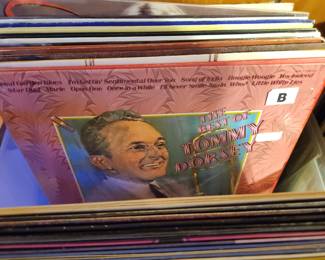 I'm Getting Sentimental Over You Song of India Boogie Woogie Yes, Indeed!
Star Dust Marie Opus One Once in a While I'll Never Smile Again Who? Little White Lies
B
THE
BEST OF
TOMMY
DORSEY